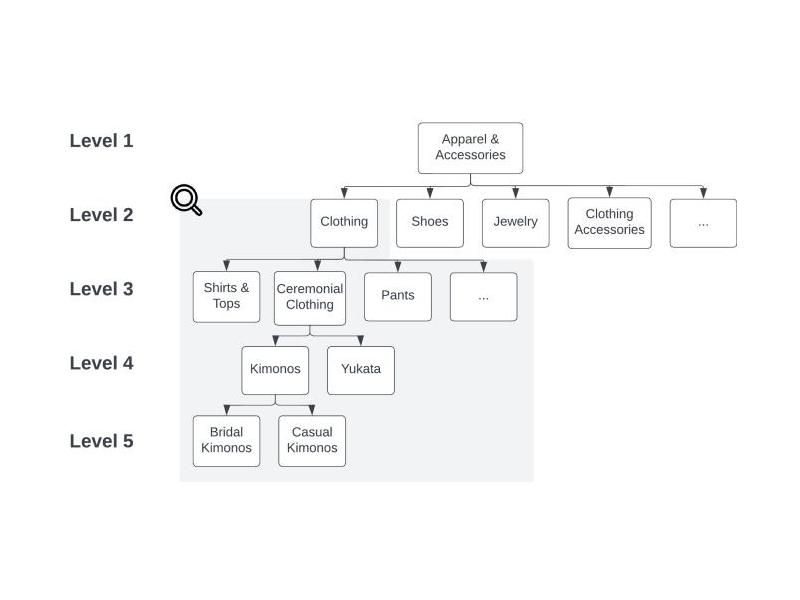 Level 1
Apparel &
Accessories
Level 2
Clothing
Shoes
Jewelry
Clothing
Accessories
...
Level 3
Shirts &
Tops
Ceremonial
Clothing
Pants
...
Level 4
Kimonos
Yukata
Level 5
Bridal
Kimonos
Casual
Kimonos